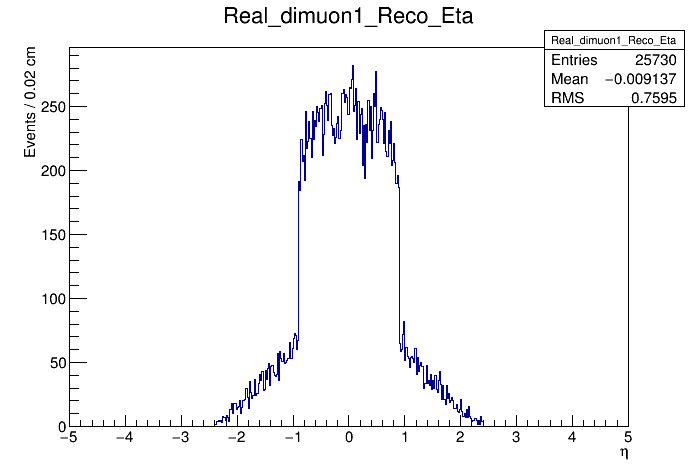 Real_dimuon1_Reco_Eta
Real_dimuon1_Reco_Eta
Entries 25730
Mean −0.009137
RMS 0.7595
Events / 0.02 cm
250
200
150
100
50
0
−5 −4 −3 −2 −1 0 1 2 3 4 5
η